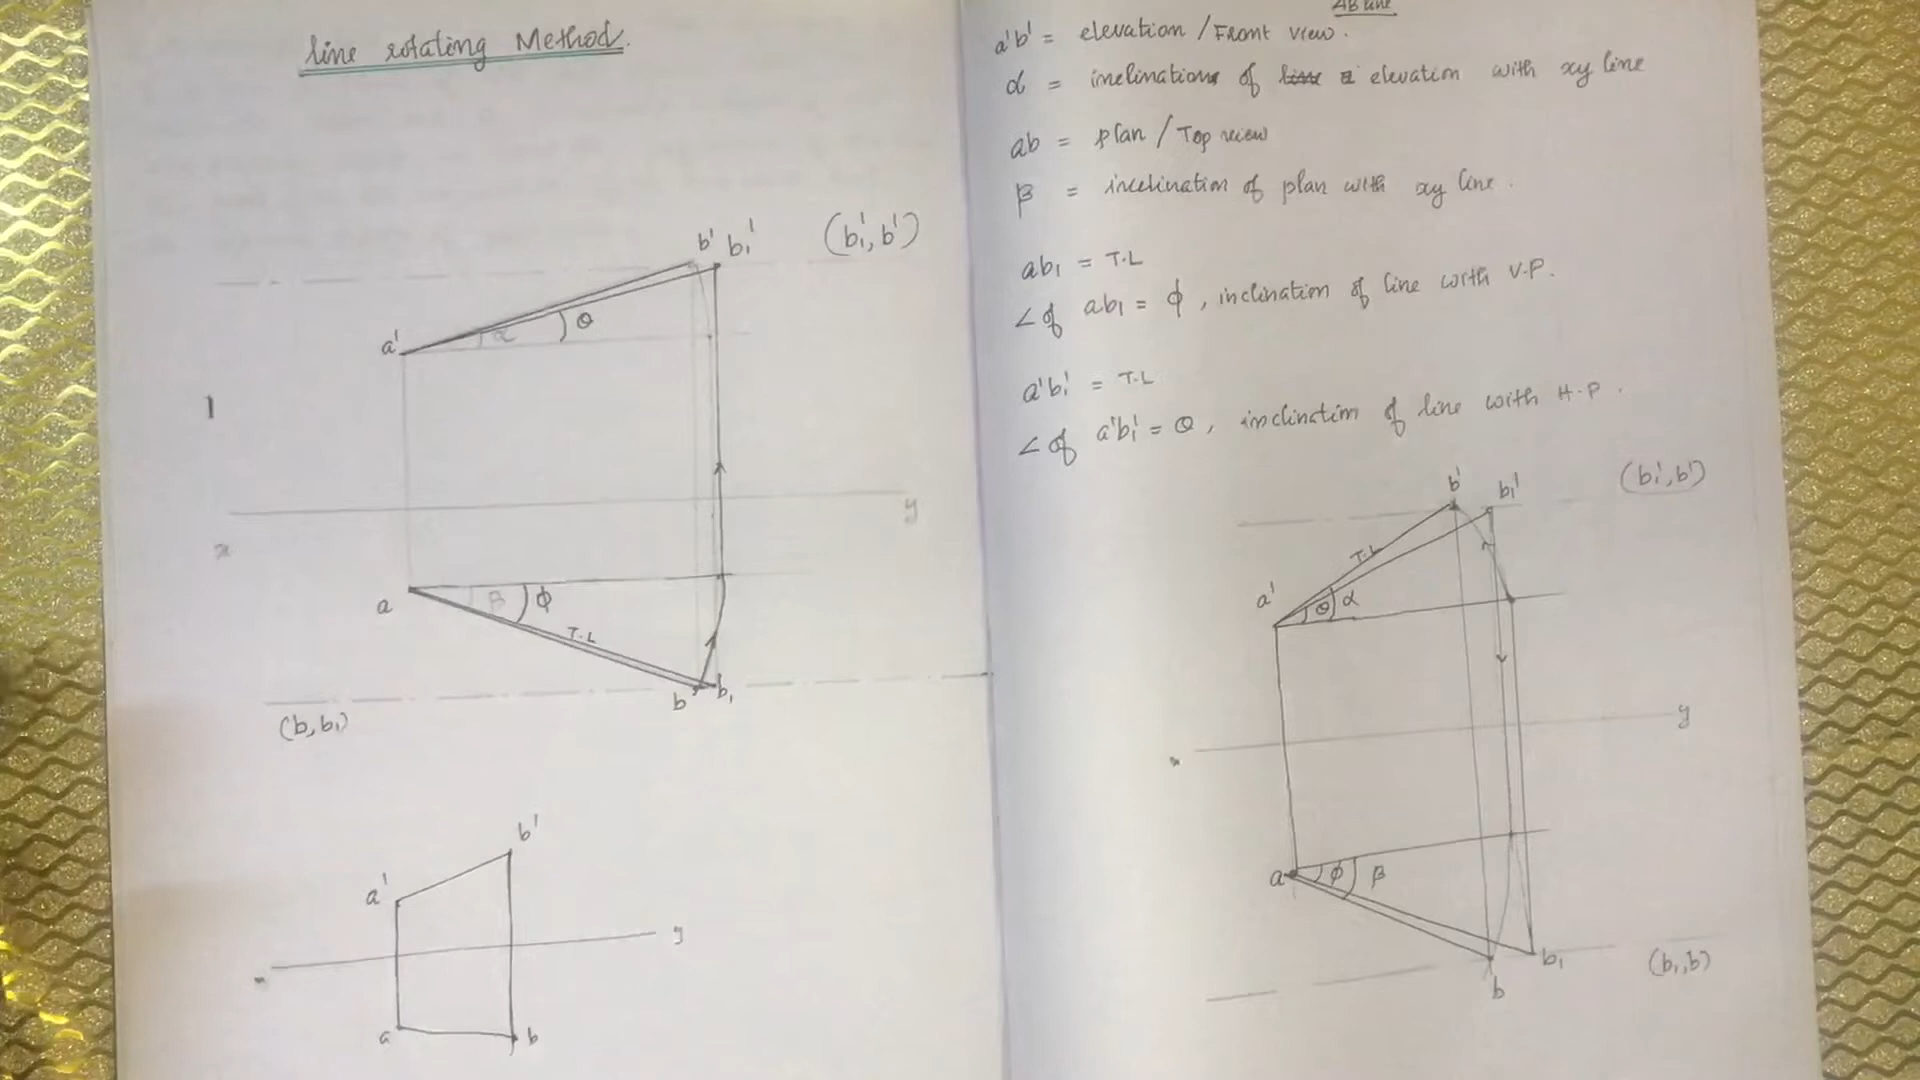 line rotating Method.
b' b₁' (b₁', b')
a' α θ
1
x y
a β φ
T.L
b b₁
(b, b₁)
b'
a'
y
a b
AB line
a'b' = elevation / Front view.
α = inclinations of elevation with xy line
ab = plan / Top view
β = inclination of plan with xy line.
ab₁ = T.L
∠ of ab₁ = φ, inclination of line with V.P.
a'b₁' = T.L
∠ of a'b₁' = θ, inclinction of line with H.P.
b' b₁' (b₁', b')
T.L
a' θ α
x y
a φ β
b₁ (b₁, b)
b